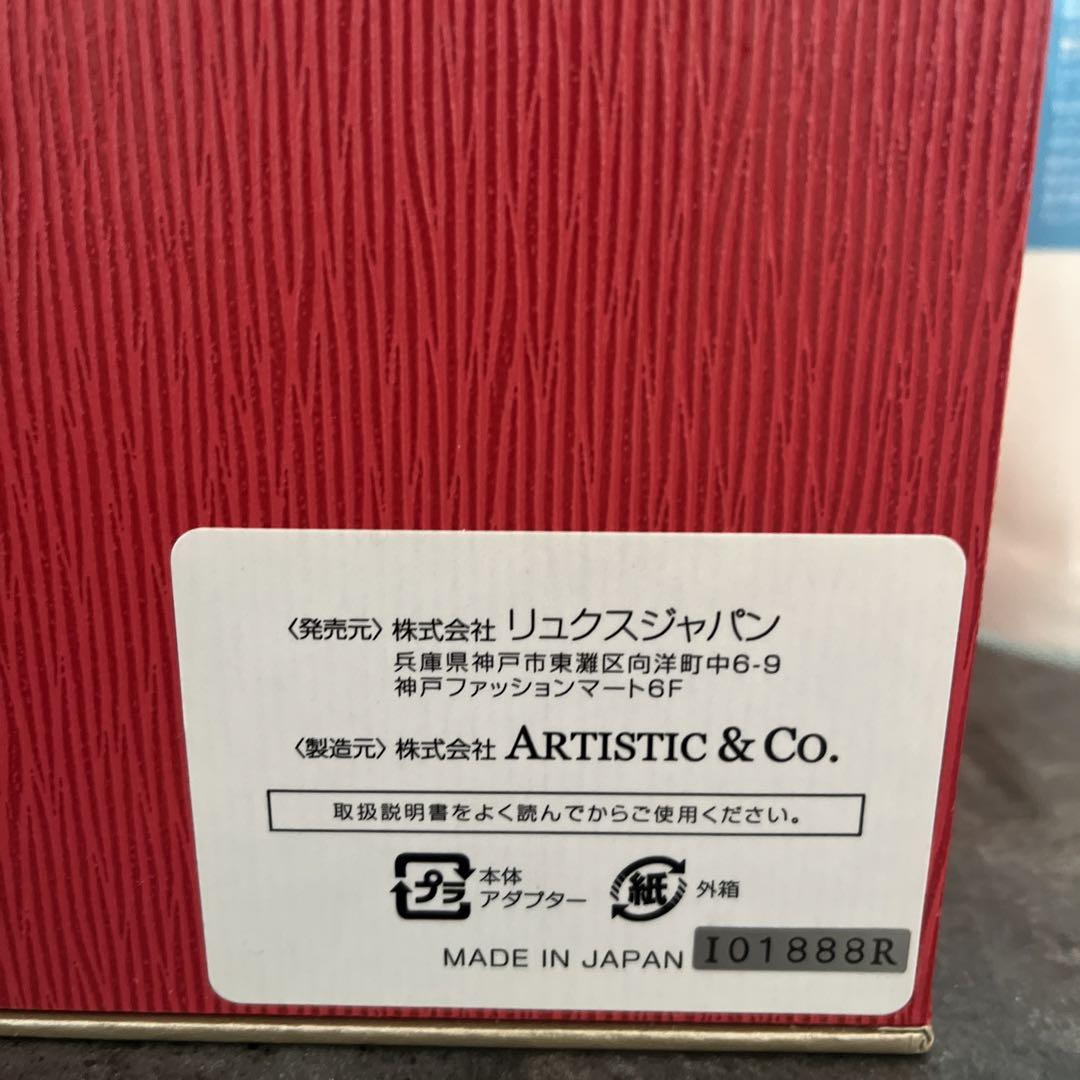 〈発売元〉株式会社 リュクスジャパン
兵庫県神戸市東灘区向洋町中6-9
神戸ファッションマート6F
〈製造元〉株式会社 ARTISTIC & CO.
取扱説明書をよく読んでからご使用ください。
プラ 本体
アダプター
紙 外箱
MADE IN JAPAN I01888R